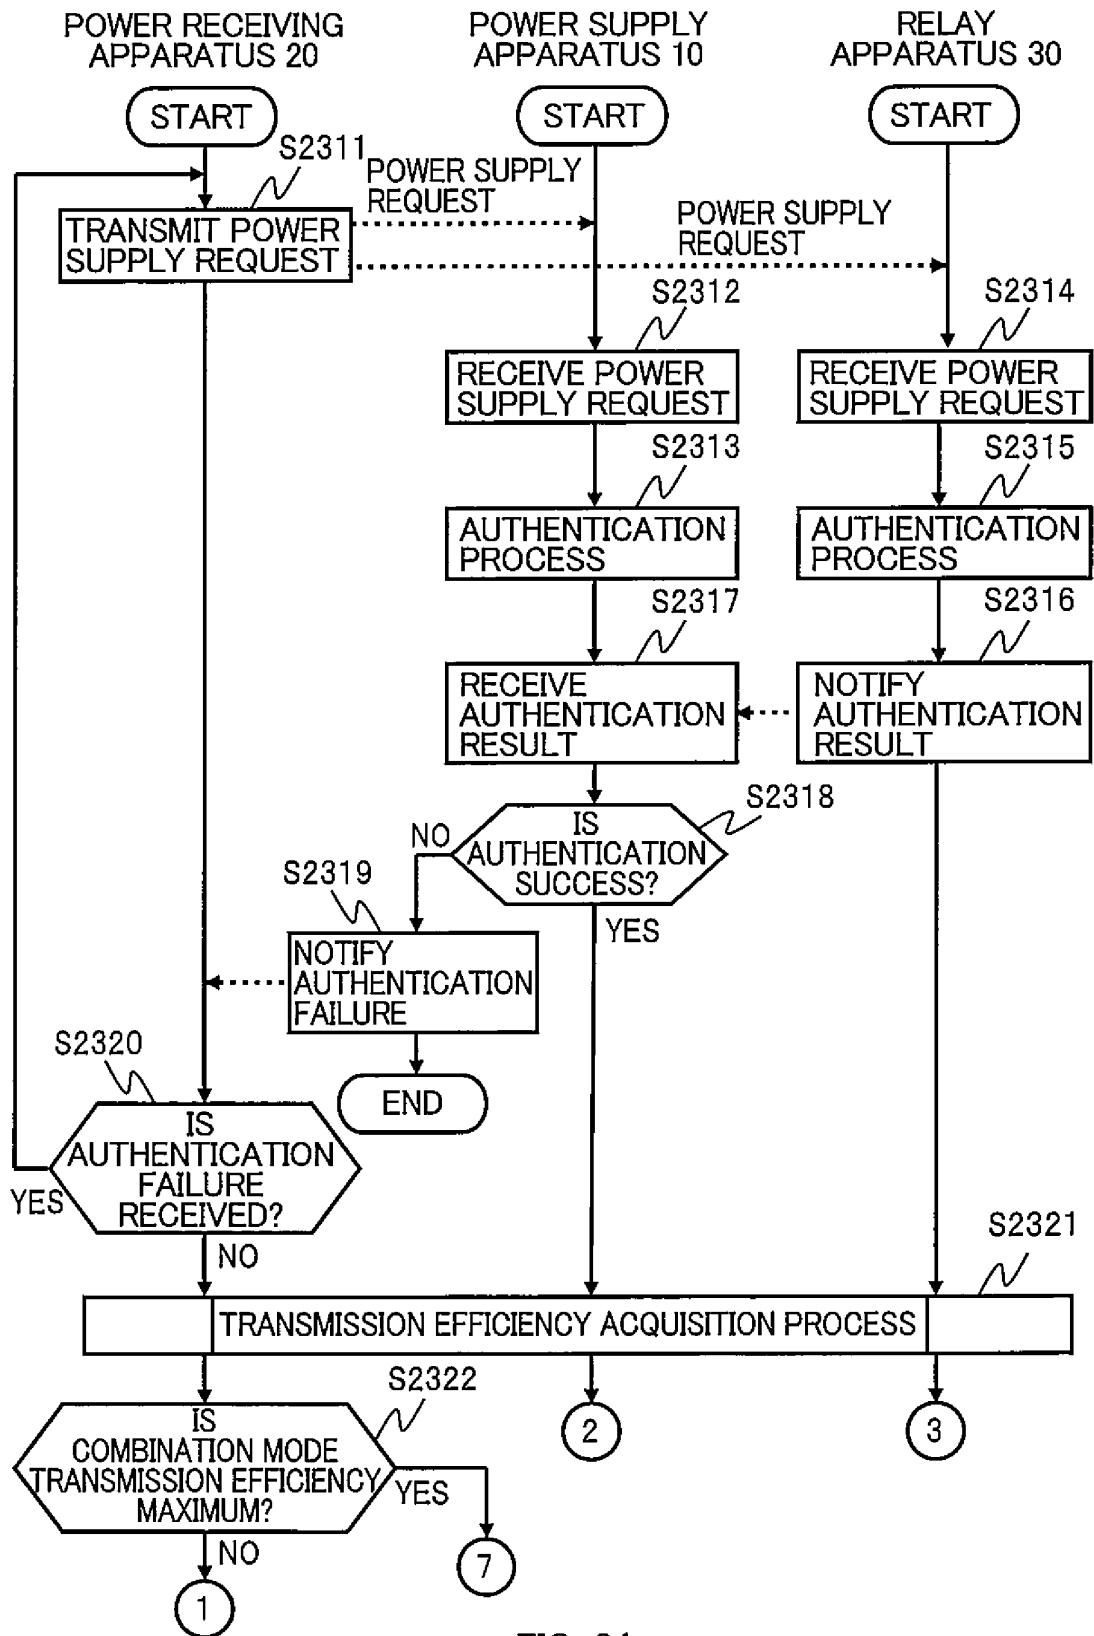 POWER RECEIVING
APPARATUS 20
POWER SUPPLY
APPARATUS 10
RELAY
APPARATUS 30
START
START
START
S2311
POWER SUPPLY
REQUEST
TRANSMIT POWER
SUPPLY REQUEST
POWER SUPPLY
REQUEST
S2312
S2314
RECEIVE POWER
SUPPLY REQUEST
RECEIVE POWER
SUPPLY REQUEST
S2313
S2315
AUTHENTICATION
PROCESS
AUTHENTICATION
PROCESS
S2317
S2316
RECEIVE
AUTHENTICATION
RESULT
NOTIFY
AUTHENTICATION
RESULT
S2318
IS
AUTHENTICATION
SUCCESS?
NO
YES
S2319
NOTIFY
AUTHENTICATION
FAILURE
END
S2320
IS
AUTHENTICATION
FAILURE
RECEIVED?
YES
NO
S2321
TRANSMISSION EFFICIENCY ACQUISITION PROCESS
S2322
IS
COMBINATION MODE
TRANSMISSION EFFICIENCY
MAXIMUM?
YES
NO
2
3
7
1